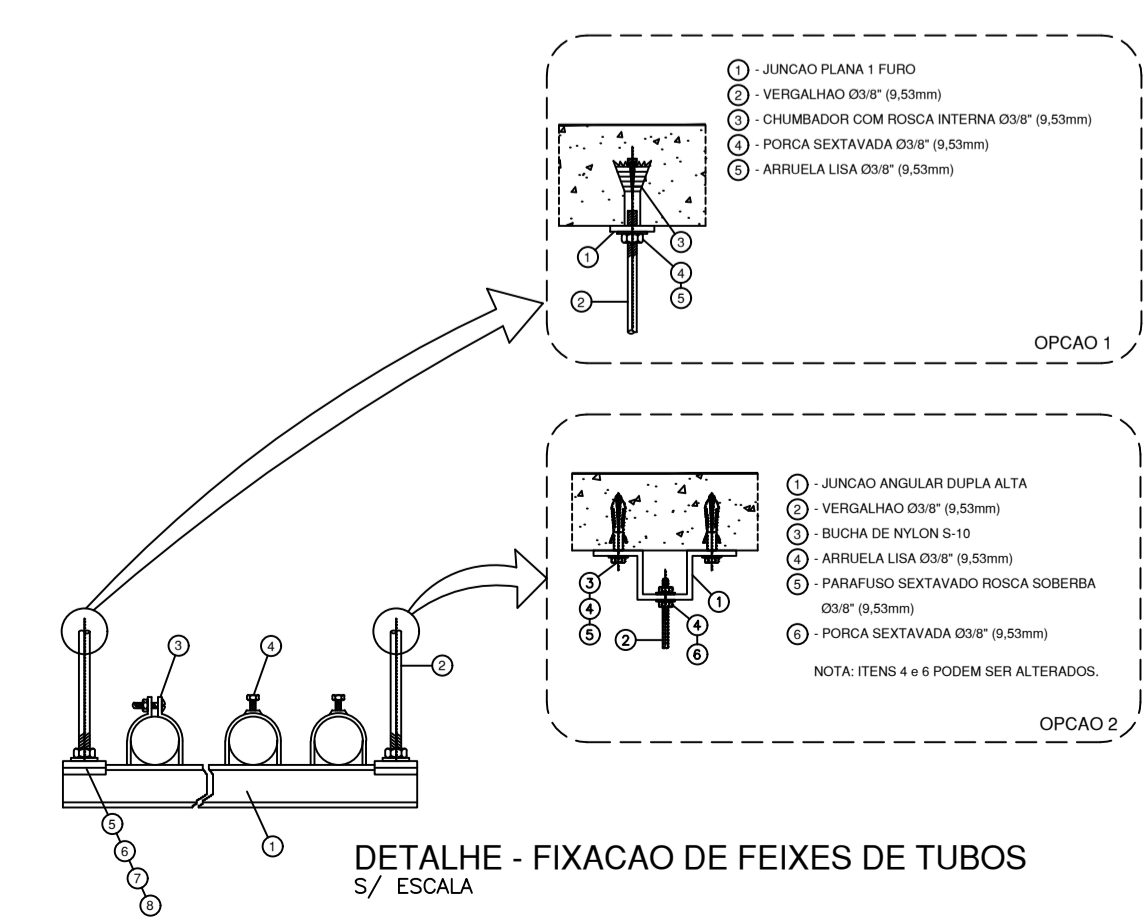 1 - JUNCAO PLANA 1 FURO
2 - VERGALHAO Ø3/8" (9,53mm)
3 - CHUMBADOR COM ROSCA INTERNA Ø3/8" (9,53mm)
4 - PORCA SEXTAVADA Ø3/8" (9,53mm)
5 - ARRUELA LISA Ø3/8" (9,53mm)
3
1
4
2
5
OPCAO 1
1 - JUNCAO ANGULAR DUPLA ALTA
2 - VERGALHAO Ø3/8" (9,53mm)
3 - BUCHA DE NYLON S-10
4 - ARRUELA LISA Ø3/8" (9,53mm)
5 - PARAFUSO SEXTAVADO ROSCA SOBERBA
Ø3/8" (9,53mm)
6 - PORCA SEXTAVADA Ø3/8" (9,53mm)
NOTA: ITENS 4 e 6 PODEM SER ALTERADOS.
3
4
5
1
2
4
6
OPCAO 2
3
4
2
5
6
7
8
1
DETALHE - FIXACAO DE FEIXES DE TUBOS
S/ ESCALA